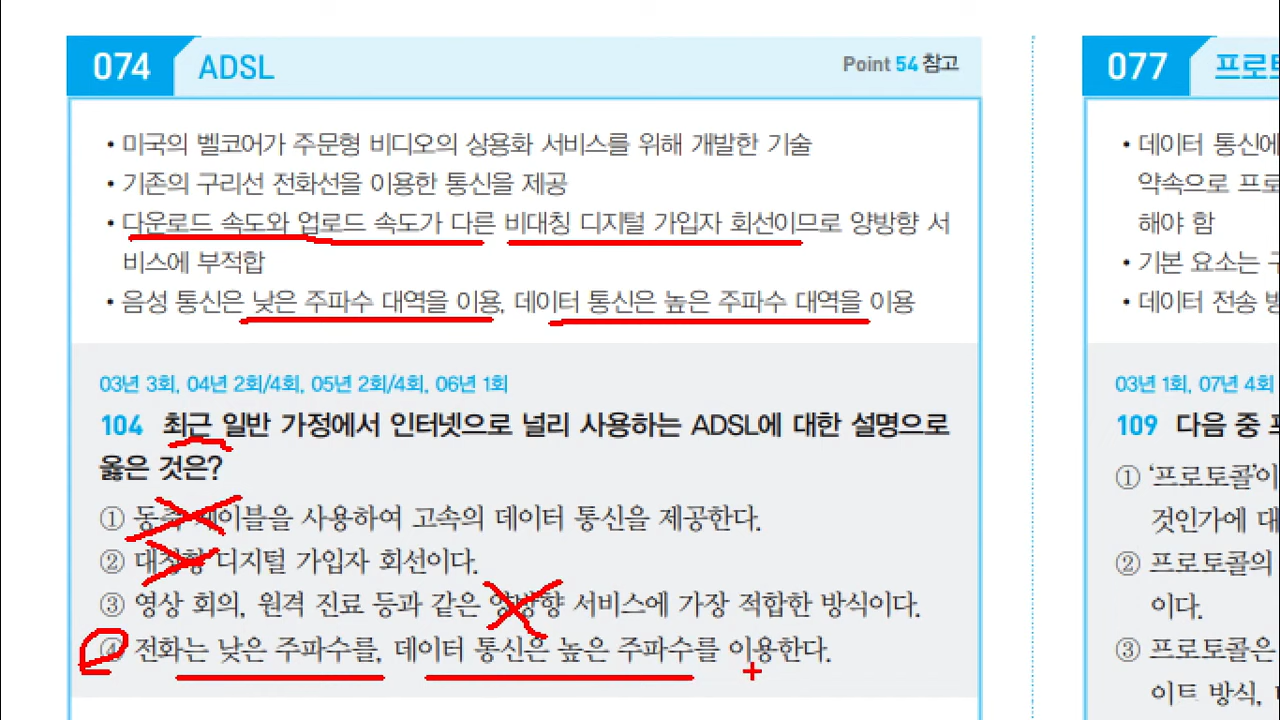 074 ADSL Point 54 참고
• 미국의 벨코어가 주문형 비디오의 상용화 서비스를 위해 개발한 기술
• 기존의 구리선 전화선을 이용한 통신을 제공
• 다운로드 속도와 업로드 속도가 다른 비대칭 디지털 가입자 회선이므로 양방향 서
비스에 부적합
• 음성 통신은 낮은 주파수 대역을 이용, 데이터 통신은 높은 주파수 대역을 이용
03년 3회, 04년 2회/4회, 05년 2회/4회, 06년 1회
104 최근 일반 가정에서 인터넷으로 널리 사용하는 ADSL에 대한 설명으로
옳은 것은?
① 동축 케이블을 사용하여 고속의 데이터 통신을 제공한다.
② 대칭형 디지털 가입자 회선이다.
③ 영상 회의, 원격 진료 등과 같은 양방향 서비스에 가장 적합한 방식이다.
④ 전화는 낮은 주파수를, 데이터 통신은 높은 주파수를 이용한다.
077 프로토
• 데이터 통신에
약속으로 프로
해야 함
• 기본 요소는 구
• 데이터 전송 방
03년 1회, 07년 4회
109 다음 중 프
① ‘프로토콜’이
것인가에 대
② 프로토콜의
이다.
③ 프로토콜은
이트 방식,